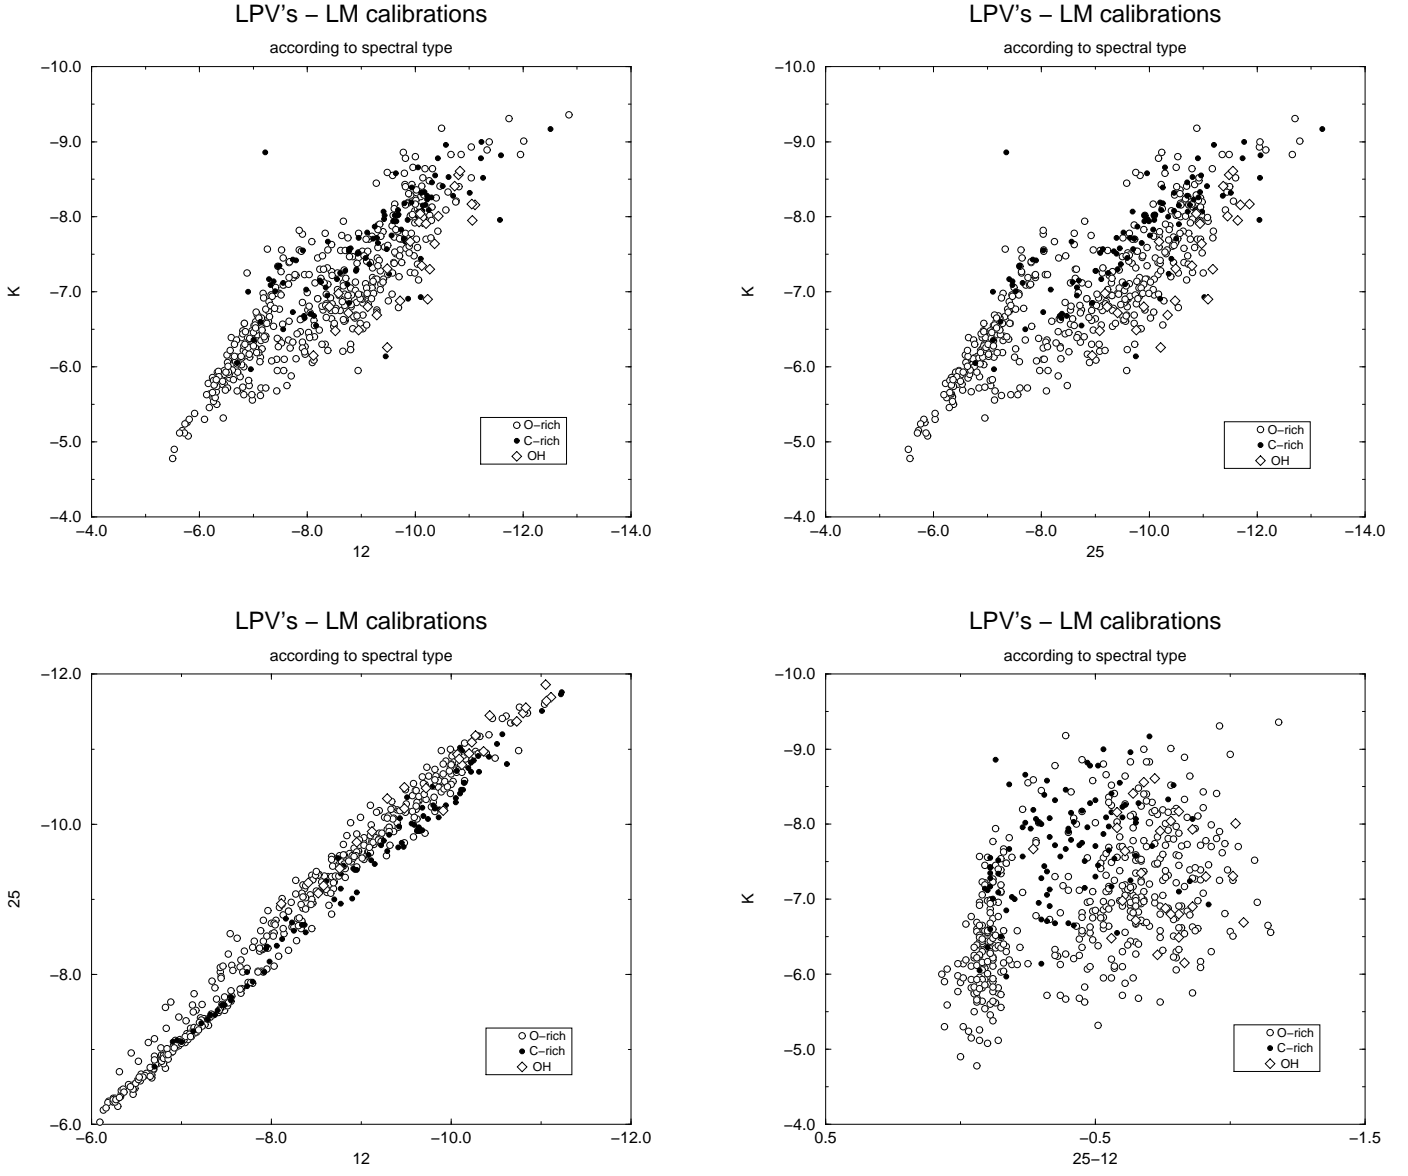 LPV's – LM calibrations
according to spectral type
–10.0
–9.0
–8.0
–7.0
–6.0
–5.0
–4.0
K
O–rich
C–rich
OH
–4.0 –6.0 –8.0 –10.0 –12.0 –14.0
12
LPV's – LM calibrations
according to spectral type
–10.0
–9.0
–8.0
–7.0
–6.0
–5.0
–4.0
K
O–rich
C–rich
OH
–4.0 –6.0 –8.0 –10.0 –12.0 –14.0
25
LPV's – LM calibrations
according to spectral type
–12.0
–10.0
–8.0
–6.0
25
O–rich
C–rich
OH
–6.0 –8.0 –10.0 –12.0
12
LPV's – LM calibrations
according to spectral type
–10.0
–9.0
–8.0
–7.0
–6.0
–5.0
–4.0
K
O–rich
C–rich
OH
0.5 –0.5 –1.5
25–12